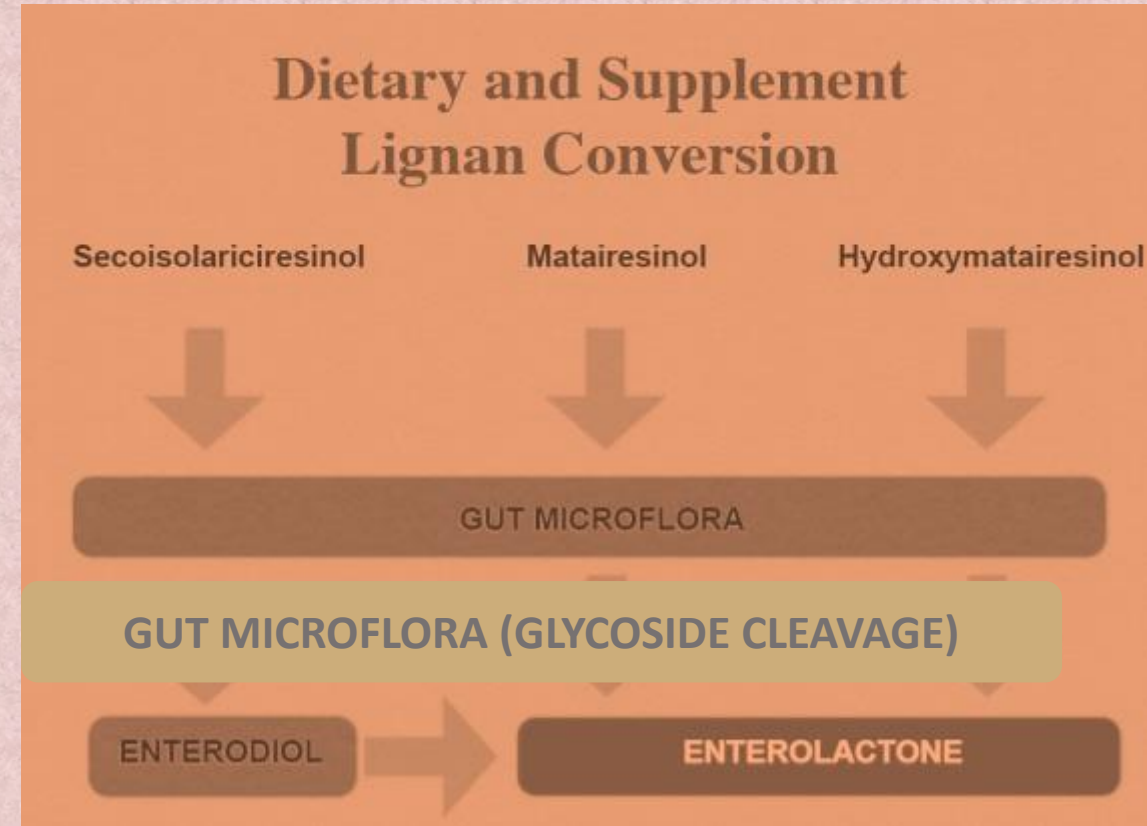 Dietary and Supplement
Lignan Conversion
Secoisolariciresinol Matairesinol Hydroxymatairesinol
GUT MICROFLORA
GUT MICROFLORA (GLYCOSIDE CLEAVAGE)
ENTERODIOL ENTEROLACTONE